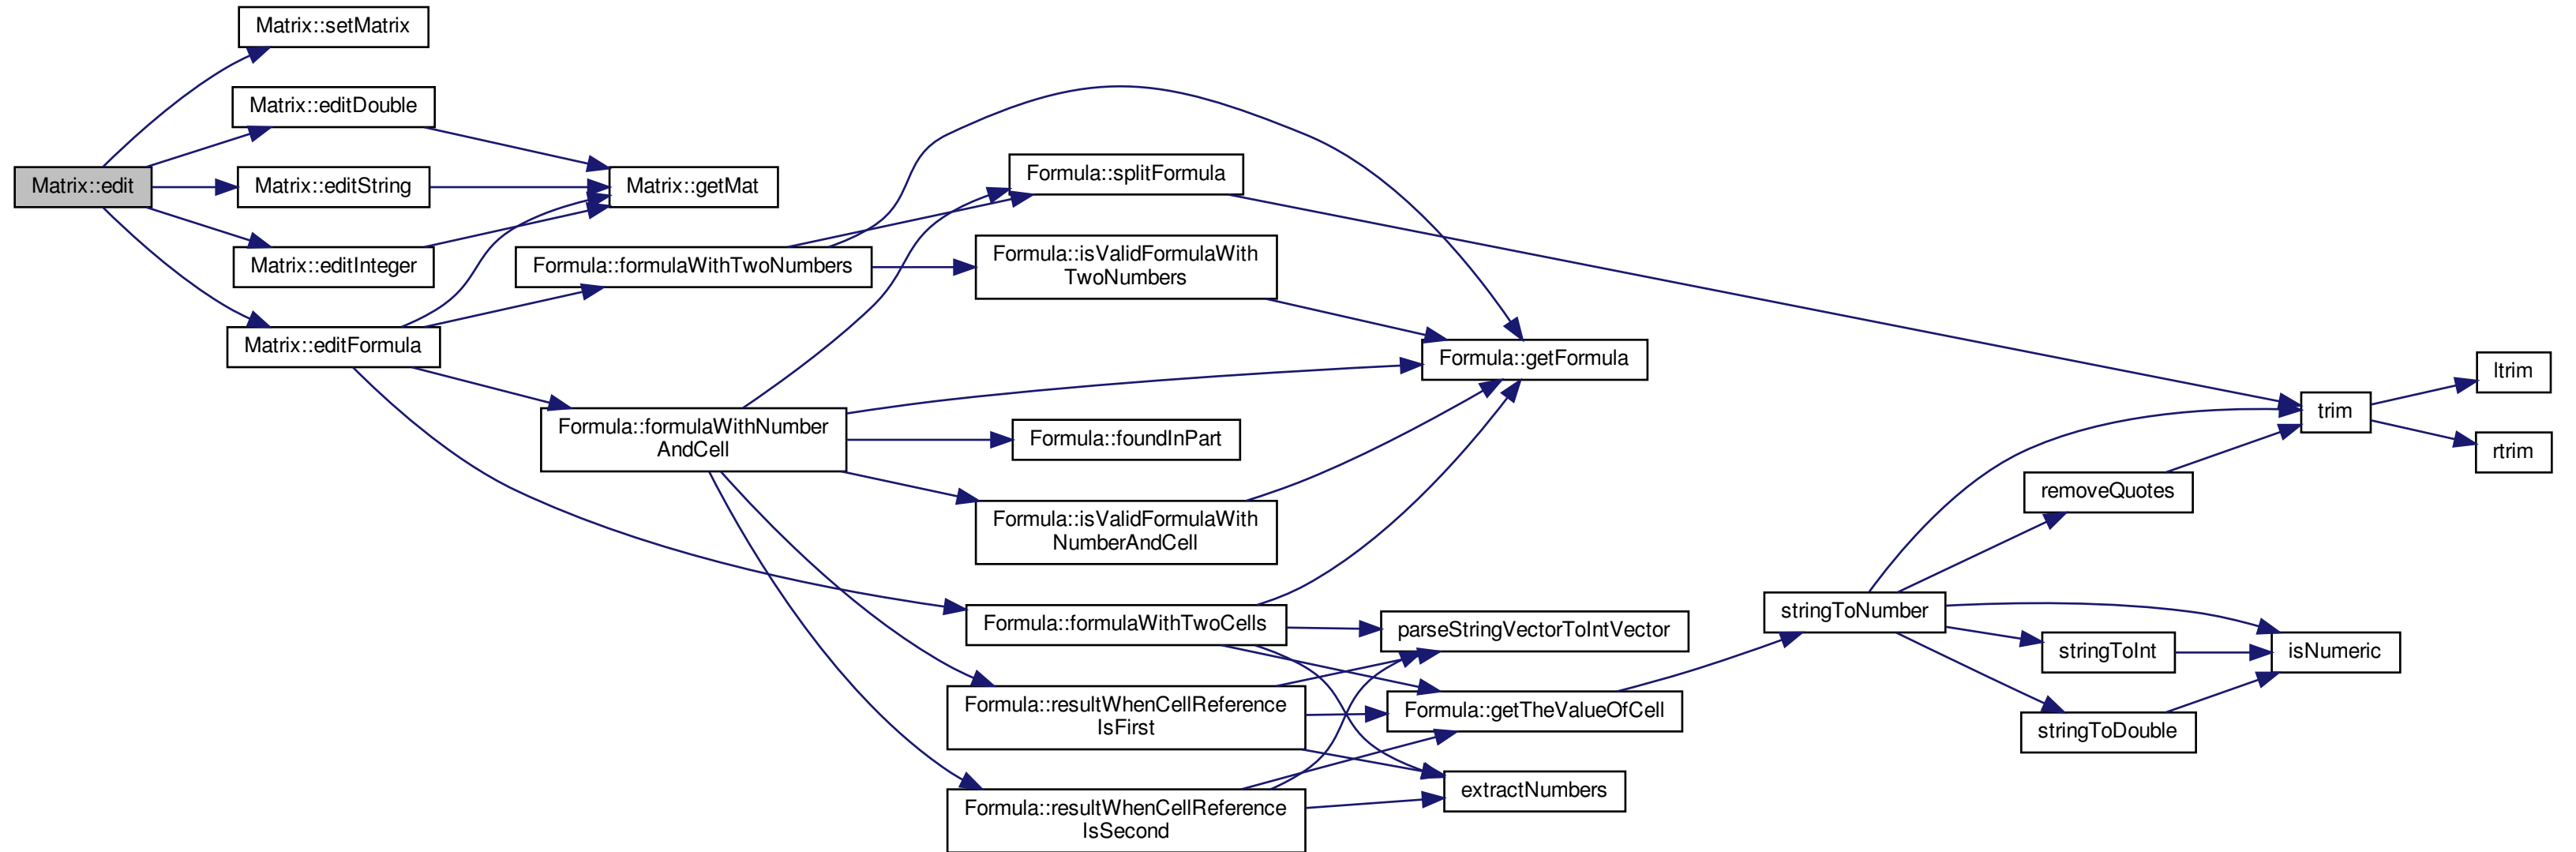 Matrix::edit
Matrix::setMatrix
Matrix::editDouble
Matrix::editString
Matrix::editInteger
Matrix::editFormula
Matrix::getMat
Formula::formulaWithTwoNumbers
Formula::formulaWithNumber
AndCell
Formula::splitFormula
Formula::isValidFormulaWith
TwoNumbers
Formula::foundInPart
Formula::isValidFormulaWith
NumberAndCell
Formula::formulaWithTwoCells
Formula::resultWhenCellReference
IsFirst
Formula::resultWhenCellReference
IsSecond
Formula::getFormula
parseStringVectorToIntVector
Formula::getTheValueOfCell
extractNumbers
stringToNumber
removeQuotes
stringToInt
stringToDouble
trim
isNumeric
ltrim
rtrim